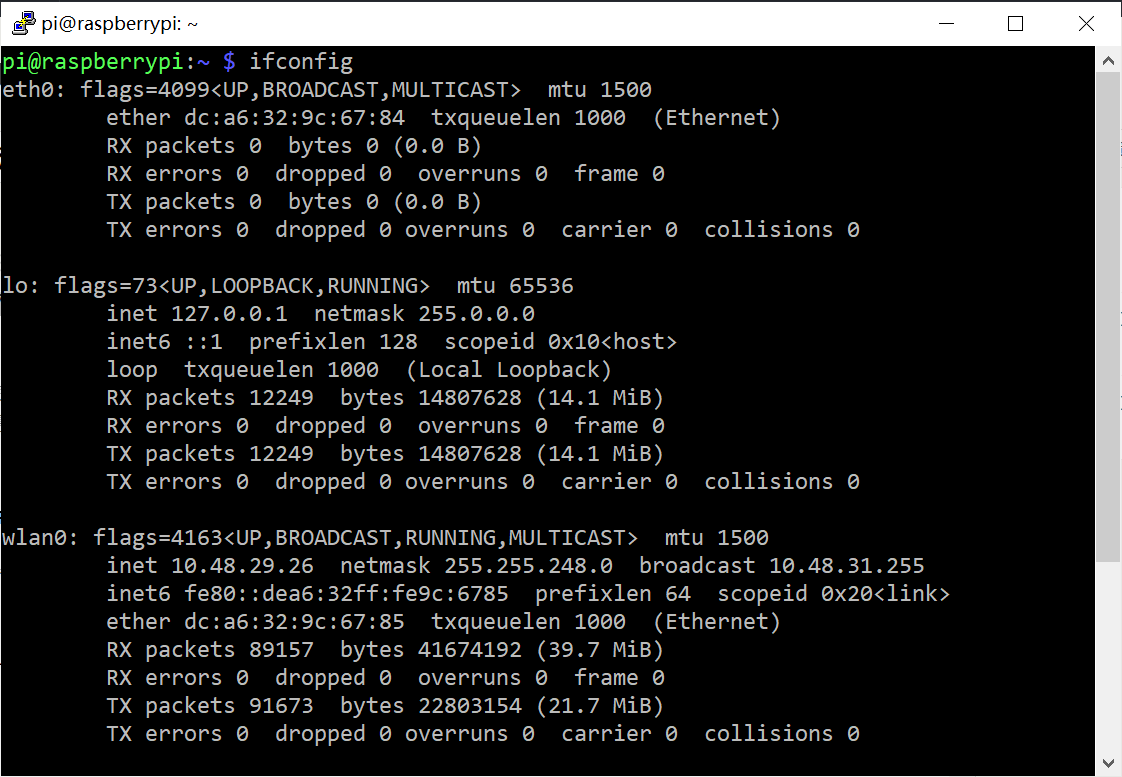 pi@raspberrypi: ~
pi@raspberrypi:~ $ ifconfig
eth0: flags=4099<UP,BROADCAST,MULTICAST>  mtu 1500
        ether dc:a6:32:9c:67:84  txqueuelen 1000  (Ethernet)
        RX packets 0  bytes 0 (0.0 B)
        RX errors 0  dropped 0  overruns 0  frame 0
        TX packets 0  bytes 0 (0.0 B)
        TX errors 0  dropped 0 overruns 0  carrier 0  collisions 0
lo: flags=73<UP,LOOPBACK,RUNNING>  mtu 65536
        inet 127.0.0.1  netmask 255.0.0.0
        inet6 ::1  prefixlen 128  scopeid 0x10<host>
        loop  txqueuelen 1000  (Local Loopback)
        RX packets 12249  bytes 14807628 (14.1 MiB)
        RX errors 0  dropped 0  overruns 0  frame 0
        TX packets 12249  bytes 14807628 (14.1 MiB)
        TX errors 0  dropped 0 overruns 0  carrier 0  collisions 0
wlan0: flags=4163<UP,BROADCAST,RUNNING,MULTICAST>  mtu 1500
        inet 10.48.29.26  netmask 255.255.248.0  broadcast 10.48.31.255
        inet6 fe80::dea6:32ff:fe9c:6785  prefixlen 64  scopeid 0x20<link>
        ether dc:a6:32:9c:67:85  txqueuelen 1000  (Ethernet)
        RX packets 89157  bytes 41674192 (39.7 MiB)
        RX errors 0  dropped 0  overruns 0  frame 0
        TX packets 91673  bytes 22803154 (21.7 MiB)
        TX errors 0  dropped 0 overruns 0  carrier 0  collisions 0